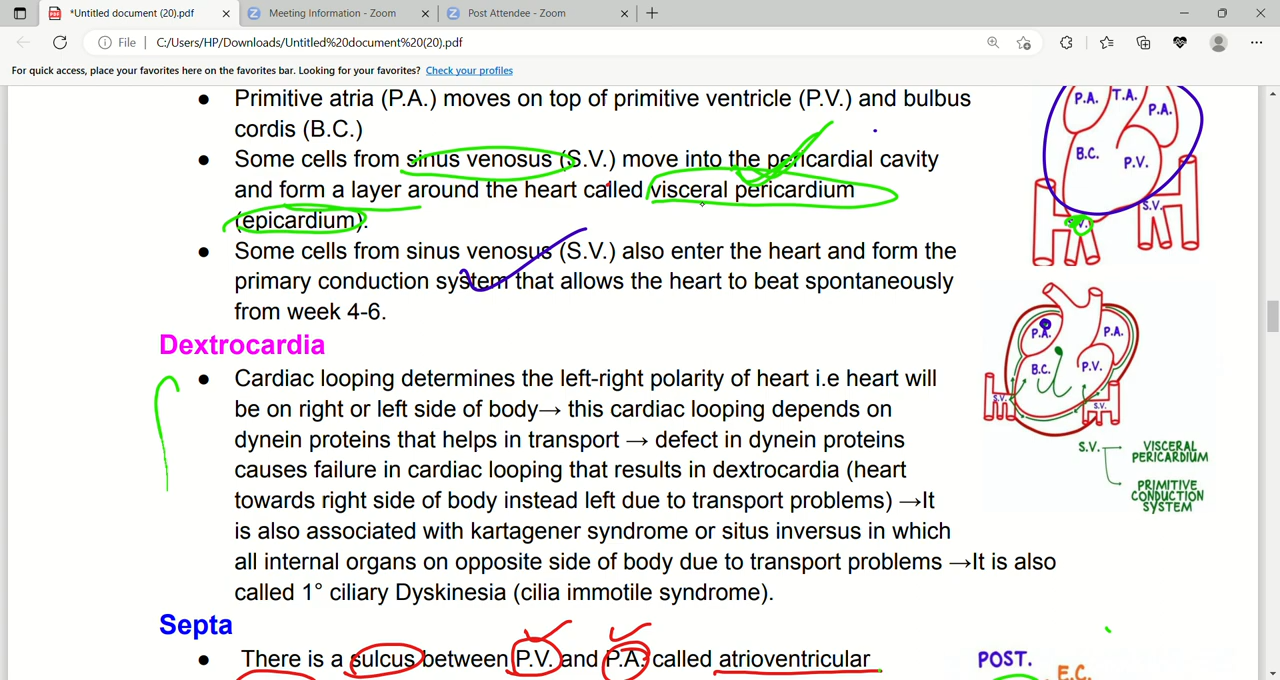 *Untitled document (20).pdf
Meeting Information - Zoom
Post Attendee - Zoom
File
C:/Users/HP/Downloads/Untitled%20document%20(20).pdf
For quick access, place your favorites here on the favorites bar. Looking for your favorites? Check your profiles
● Primitive atria (P.A.) moves on top of primitive ventricle (P.V.) and bulbus
cordis (B.C.)
● Some cells from sinus venosus (S.V.) move into the pericardial cavity
and form a layer around the heart called visceral pericardium
(epicardium).
● Some cells from sinus venosus (S.V.) also enter the heart and form the
primary conduction system that allows the heart to beat spontaneously
from week 4-6.
Dextrocardia
● Cardiac looping determines the left-right polarity of heart i.e heart will
be on right or left side of body→ this cardiac looping depends on
dynein proteins that helps in transport → defect in dynein proteins
causes failure in cardiac looping that results in dextrocardia (heart
towards right side of body instead left due to transport problems) →It
is also associated with kartagener syndrome or situs inversus in which
all internal organs on opposite side of body due to transport problems →It is also
called 1° ciliary Dyskinesia (cilia immotile syndrome).
Septa
● There is a sulcus between P.V. and P.A. called atrioventricular
P.A.
T.A.
P.A.
B.C.
P.V.
S.V.
S.V.
P.A.
P.A.
B.C.
P.V.
S.V.
S.V.
S.V.
VISCERAL
PERICARDIUM
PRIMITIVE
CONDUCTION
SYSTEM
POST.
E.C.